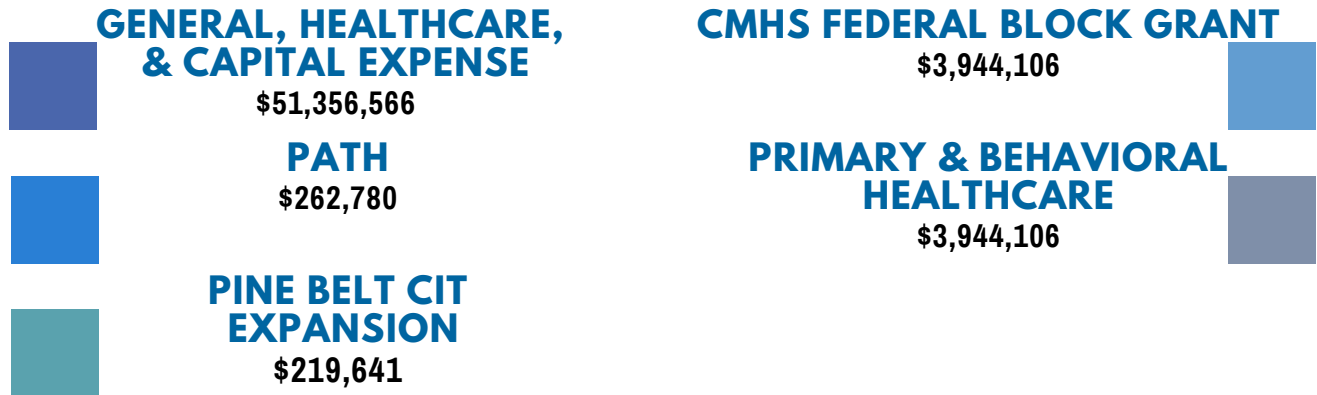 GENERAL, HEALTHCARE,
& CAPITAL EXPENSE
$51,356,566
PATH
$262,780
PINE BELT CIT
EXPANSION
$219,641
CMHS FEDERAL BLOCK GRANT
$3,944,106
PRIMARY & BEHAVIORAL
HEALTHCARE
$3,944,106